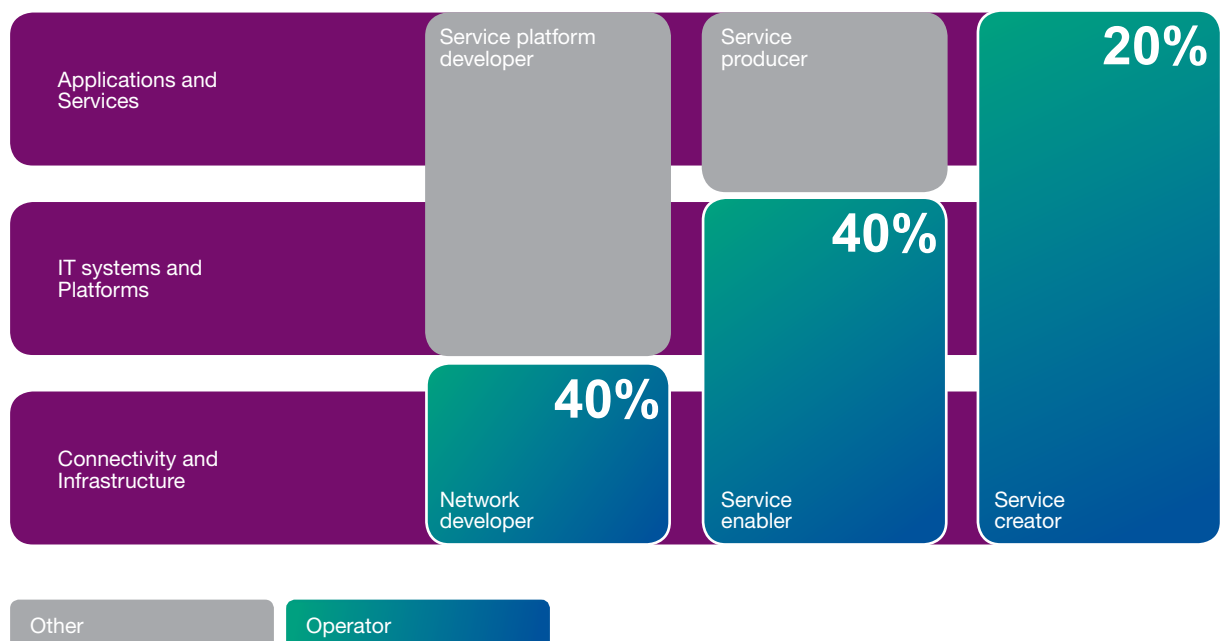 Applications and
Services
Service platform
developer
Service
producer
20%
IT systems and
Platforms
40%
Connectivity and
Infrastructure
40%
Network
developer
Service
enabler
Service
creator
Other
Operator